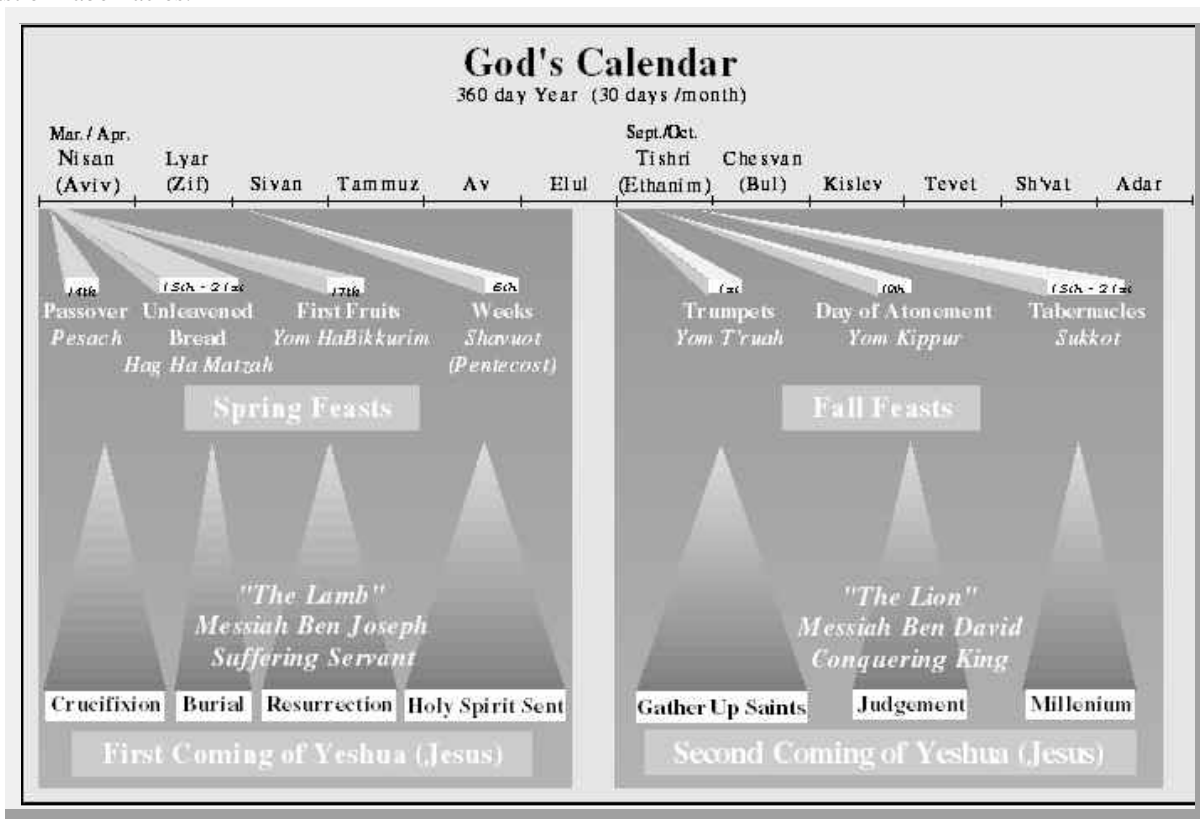 God's Calendar
360 day Year (30 days /month)
Mar. / Apr.
Nisan
(Aviv)
Lyar
(Zif)
Sivan
Tammuz
Av
Elul
Sept./Oct.
Tishri
(Ethanim)
Chesvan
(Bul)
Kislev
Tevet
Sh'vat
Adar
14th
15th - 21st
17th
6th
1st
10th
15th - 21st
Passover
Pesach
Unleavened
Bread
Hag Ha Matzah
First Fruits
Yom HaBikkurim
Weeks
Shavuot
(Pentecost)
Trumpets
Yom T'ruah
Day of Atonement
Yom Kippur
Tabernacles
Sukkot
Spring Feasts
Fall Feasts
"The Lamb"
Messiah Ben Joseph
Suffering Servant
"The Lion"
Messiah Ben David
Conquering King
Crucifixion
Burial
Resurrection
Holy Spirit Sent
Gather Up Saints
Judgement
Millenium
First Coming of Yeshua (Jesus)
Second Coming of Yeshua (Jesus)